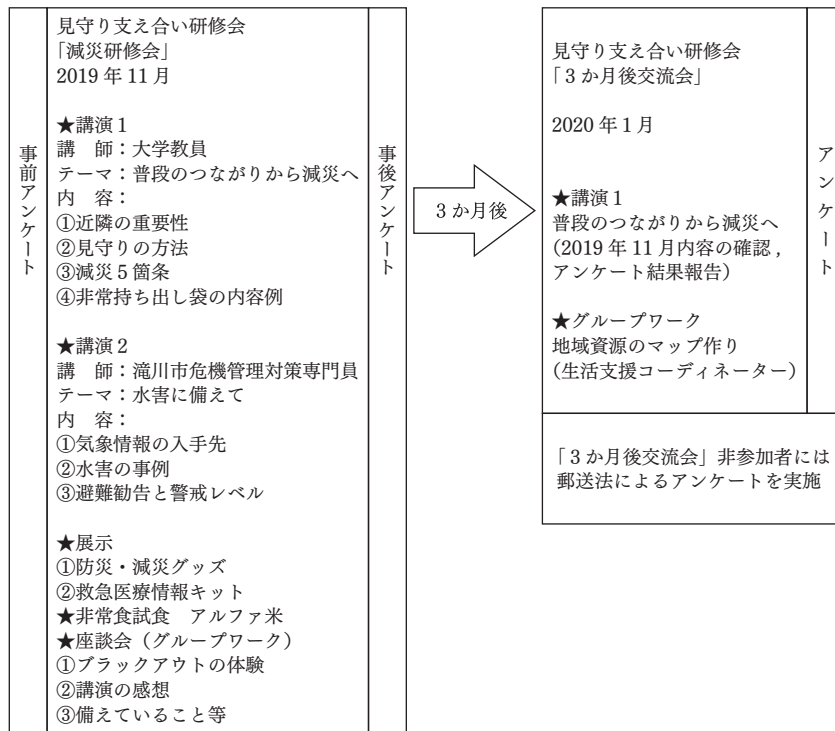 事前アンケート
見守り支え合い研修会
「減災研修会」
2019 年 11 月
★講演 1
講　師：大学教員
テーマ：普段のつながりから減災へ
内　容：
①近隣の重要性
②見守りの方法
③減災 5 箇条
④非常持ち出し袋の内容例
★講演 2
講　師：滝川市危機管理対策専門員
テーマ：水害に備えて
内　容：
①気象情報の入手先
②水害の事例
③避難勧告と警戒レベル
★展示
①防災・減災グッズ
②救急医療情報キット
★非常食試食　アルファ米
★座談会（グループワーク）
①ブラックアウトの体験
②講演の感想
③備えていること等
事後アンケート
3 か月後
見守り支え合い研修会
「3 か月後交流会」
2020 年 1 月
★講演 1
普段のつながりから減災へ
(2019 年 11 月内容の確認 ,
アンケート結果報告）
★グループワーク
地域資源のマップ作り
(生活支援コーディネーター）
アンケート
「3 か月後交流会」非参加者には
郵送法によるアンケートを実施